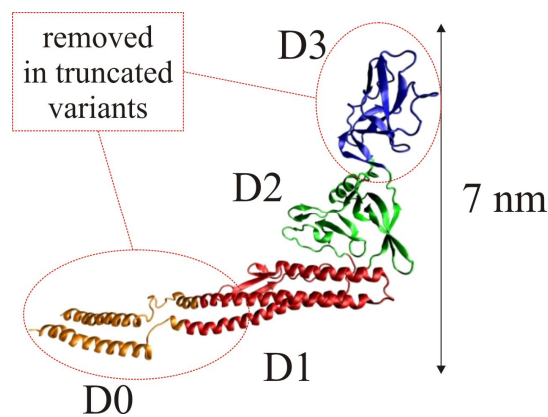 removed
in truncated
variants
D3
D2
7 nm
D1
D0